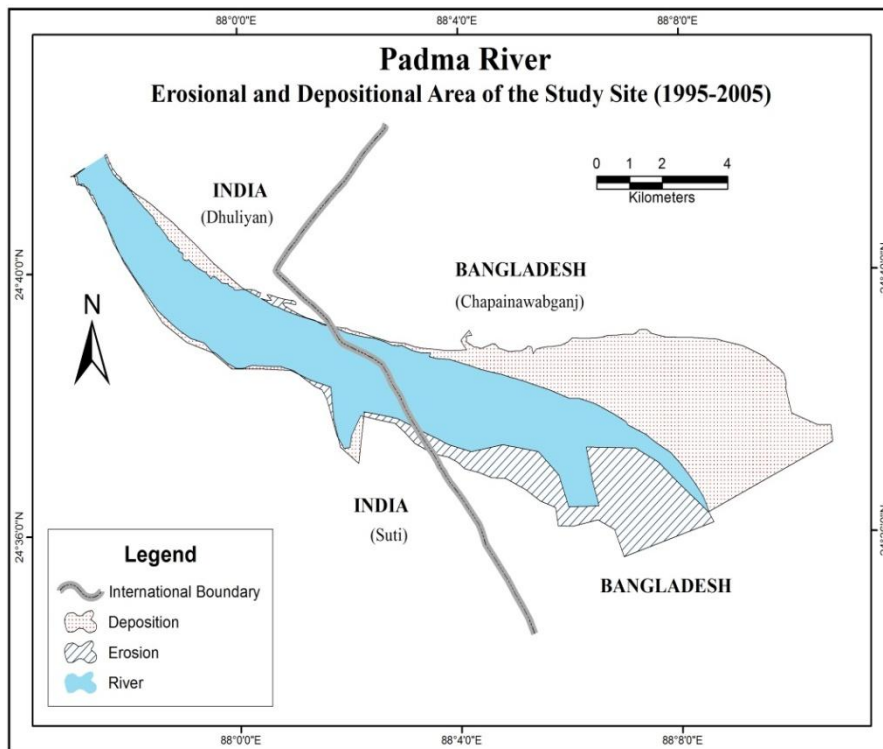 88°0'0"E
88°4'0"E
88°8'0"E
Padma River
Erosional and Depositional Area of the Study Site (1995-2005)
0 1 2 4
Kilometers
INDIA
(Dhuliyan)
24°40'0"N
BANGLADESH
(Chapainawabganj)
N
INDIA
(Suti)
24°36'0"N
BANGLADESH
Legend
International Boundary
Deposition
Erosion
River
88°0'0"E
88°4'0"E
88°8'0"E